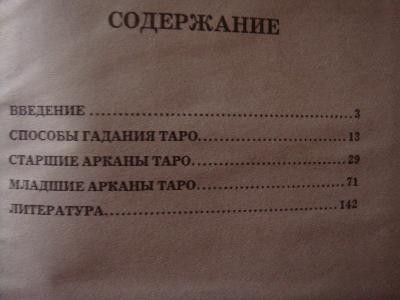 СОДЕРЖАНИЕ
ВВЕДЕНИЕ ........................................ 3
СПОСОБЫ ГАДАНИЯ ТАРО........................ 13
СТАРШИЕ АРКАНЫ ТАРО......................... 29
МЛАДШИЕ АРКАНЫ ТАРО........................ 71
ЛИТЕРАТУРА...................................... 142